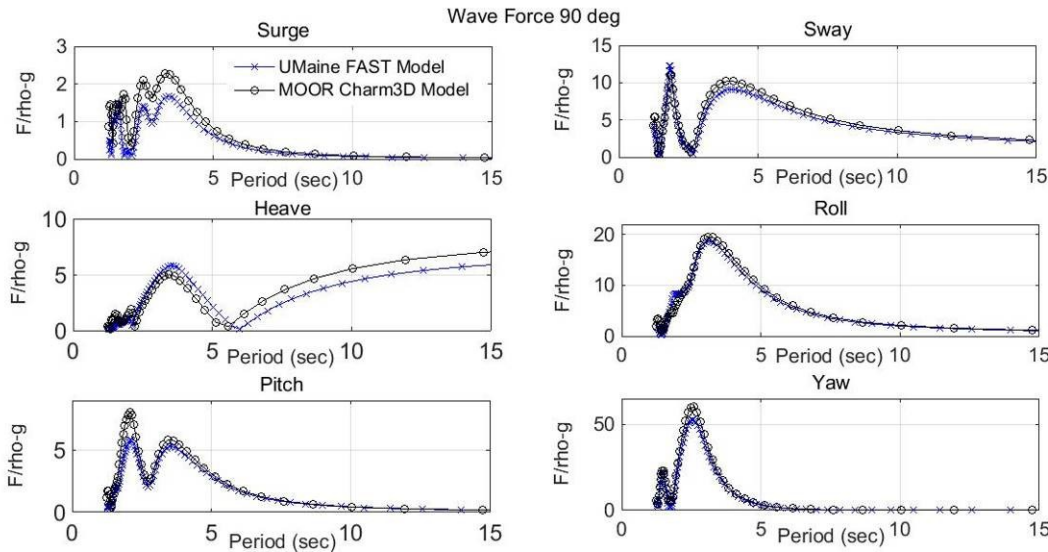 Wave Force 90 deg
Surge
F/rho-g
3
2
1
0
UMaine FAST Model
MOOR Charm3D Model
0 5 10 15
Period (sec)
Sway
F/rho-g
15
10
5
0
0 5 10 15
Period (sec)
Heave
F/rho-g
10
5
0
0 5 10 15
Period (sec)
Roll
F/rho-g
20
10
0
0 5 10 15
Period (sec)
Pitch
F/rho-g
5
0
0 5 10 15
Period (sec)
Yaw
F/rho-g
50
0
0 5 10 15
Period (sec)